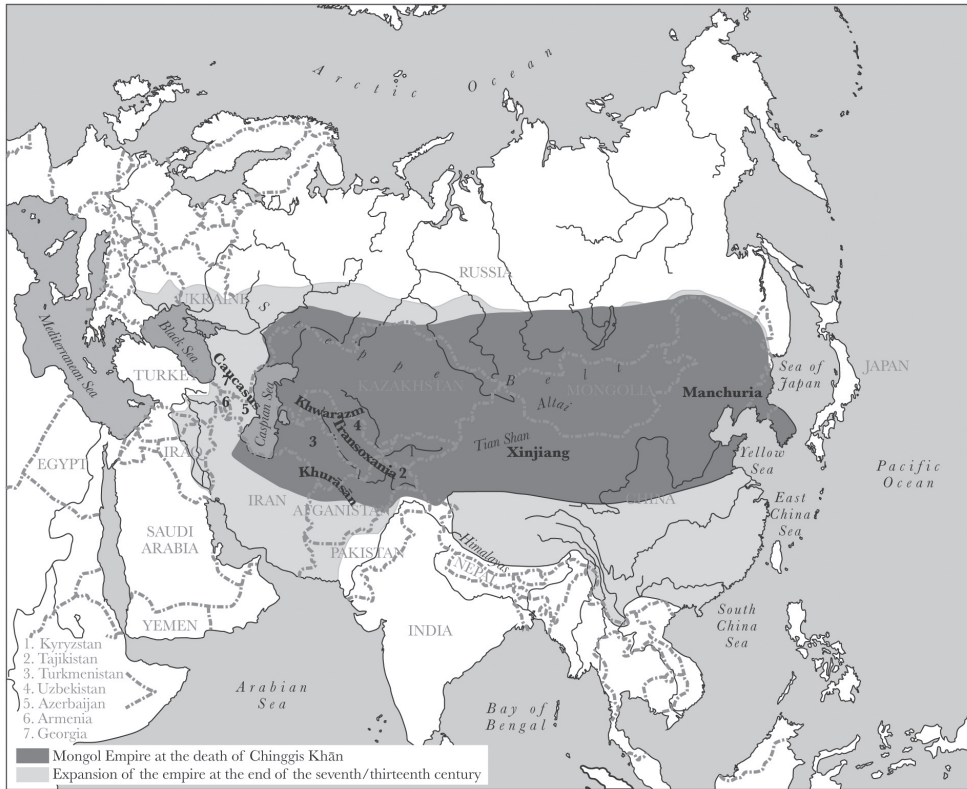 Arctic Ocean
RUSSIA
UKRAINE
Steppe Belt
Black Sea
Mediterranean Sea
Caucasus
TURKEY
7
6
5
Caspian Sea
KAZAKHSTAN
MONGOLIA
Altai
Manchuria
Sea of
Japan
JAPAN
Khwarazm
4
Transoxania
3
1
2
Tian Shan
Xinjiang
Yellow
Sea
Pacific
Ocean
EGYPT
IRAQ
IRAN
Khurāsān
AFGANISTAN
CHINA
East
China
Sea
SAUDI
ARABIA
PAKISTAN
Himalayas
NEPAL
YEMEN
INDIA
South
China
Sea
Arabian
Sea
Bay of
Bengal
1. Kyryzstan
2. Tajikistan
3. Turkmenistan
4. Uzbekistan
5. Azerbaijan
6. Armenia
7. Georgia
Mongol Empire at the death of Chinggis Khān
Expansion of the empire at the end of the seventh/thirteenth century